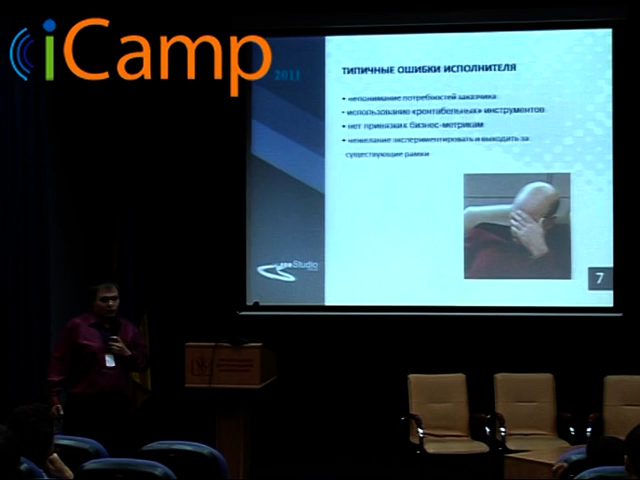 iCamp
2011
ТИПИЧНЫЕ ОШИБКИ ИСПОЛНИТЕЛЯ
• непонимание потребностей заказчика
• использование «рентабельных» инструментов
• нет привязки к бизнес-метрикам
• нежелание экспериментировать и выходить за
существующие рамки
Studio
7